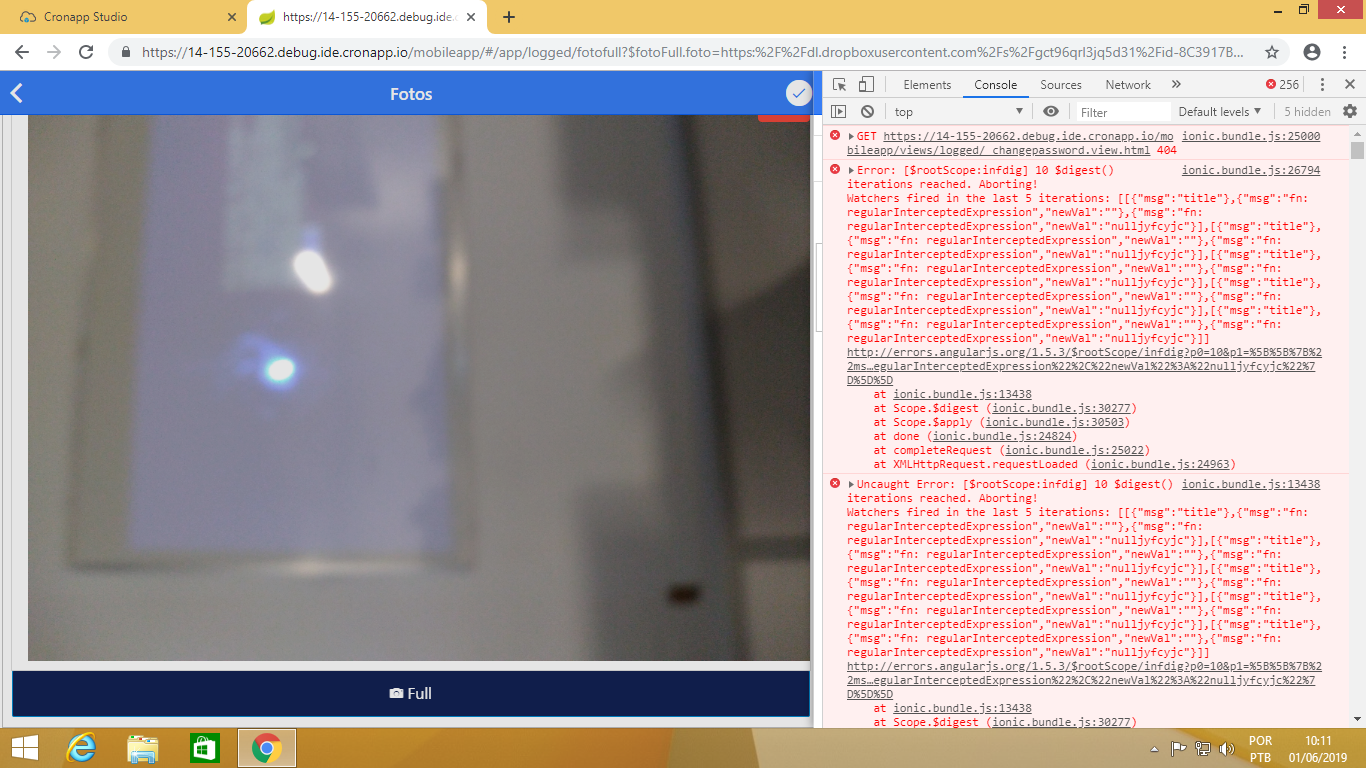 Cronapp Studio
https://14-155-20662.debug.ide.c
https://14-155-20662.debug.ide.cronapp.io/mobileapp/#/app/logged/fotofull?$fotoFull.foto=https:%2F%2Fdl.dropboxusercontent.com%2Fs%2Fgct96qrl3jq5d31%2Fid-8C3917B...
Fotos
Full
Elements Console Sources Network » 256
top Filter Default levels 5 hidden
GET https://14-155-20662.debug.ide.cronapp.io/mo ionic.bundle.js:25000
bileapp/views/logged/_changepassword.view.html 404
Error: [$rootScope:infdig] 10 $digest() ionic.bundle.js:26794
iterations reached. Aborting!
Watchers fired in the last 5 iterations: [[{"msg":"title"},{"msg":"fn:
regularInterceptedExpression","newVal":""},{"msg":"fn:
regularInterceptedExpression","newVal":"nulljyfcyjc"}],[{"msg":"title"},
{"msg":"fn: regularInterceptedExpression","newVal":""},{"msg":"fn:
regularInterceptedExpression","newVal":"nulljyfcyjc"}],[{"msg":"title"},
{"msg":"fn: regularInterceptedExpression","newVal":""},{"msg":"fn:
regularInterceptedExpression","newVal":"nulljyfcyjc"}],[{"msg":"title"},
{"msg":"fn: regularInterceptedExpression","newVal":""},{"msg":"fn:
regularInterceptedExpression","newVal":"nulljyfcyjc"}],[{"msg":"title"},
{"msg":"fn: regularInterceptedExpression","newVal":""},{"msg":"fn:
regularInterceptedExpression","newVal":"nulljyfcyjc"}]]
http://errors.angularjs.org/1.5.3/$rootScope/infdig?p0=10&p1=%5B%5B%7B%2
2ms…egularInterceptedExpression%22%2C%22newVal%22%3A%22nulljyfcyjc%22%7
D%5D%5D
at ionic.bundle.js:13438
at Scope.$digest (ionic.bundle.js:30277)
at Scope.$apply (ionic.bundle.js:30503)
at done (ionic.bundle.js:24824)
at completeRequest (ionic.bundle.js:25022)
at XMLHttpRequest.requestLoaded (ionic.bundle.js:24963)
Uncaught Error: [$rootScope:infdig] 10 $digest() ionic.bundle.js:13438
iterations reached. Aborting!
Watchers fired in the last 5 iterations: [[{"msg":"title"},{"msg":"fn:
regularInterceptedExpression","newVal":""},{"msg":"fn:
regularInterceptedExpression","newVal":"nulljyfcyjc"}],[{"msg":"title"},
{"msg":"fn: regularInterceptedExpression","newVal":""},{"msg":"fn:
regularInterceptedExpression","newVal":"nulljyfcyjc"}],[{"msg":"title"},
{"msg":"fn: regularInterceptedExpression","newVal":""},{"msg":"fn:
regularInterceptedExpression","newVal":"nulljyfcyjc"}],[{"msg":"title"},
{"msg":"fn: regularInterceptedExpression","newVal":""},{"msg":"fn:
regularInterceptedExpression","newVal":"nulljyfcyjc"}],[{"msg":"title"},
{"msg":"fn: regularInterceptedExpression","newVal":""},{"msg":"fn:
regularInterceptedExpression","newVal":"nulljyfcyjc"}]]
http://errors.angularjs.org/1.5.3/$rootScope/infdig?p0=10&p1=%5B%5B%7B%2
2ms…egularInterceptedExpression%22%2C%22newVal%22%3A%22nulljyfcyjc%22%7
D%5D%5D
at ionic.bundle.js:13438
at Scope.$digest (ionic.bundle.js:30277)
POR 10:11
PTB 01/06/2019